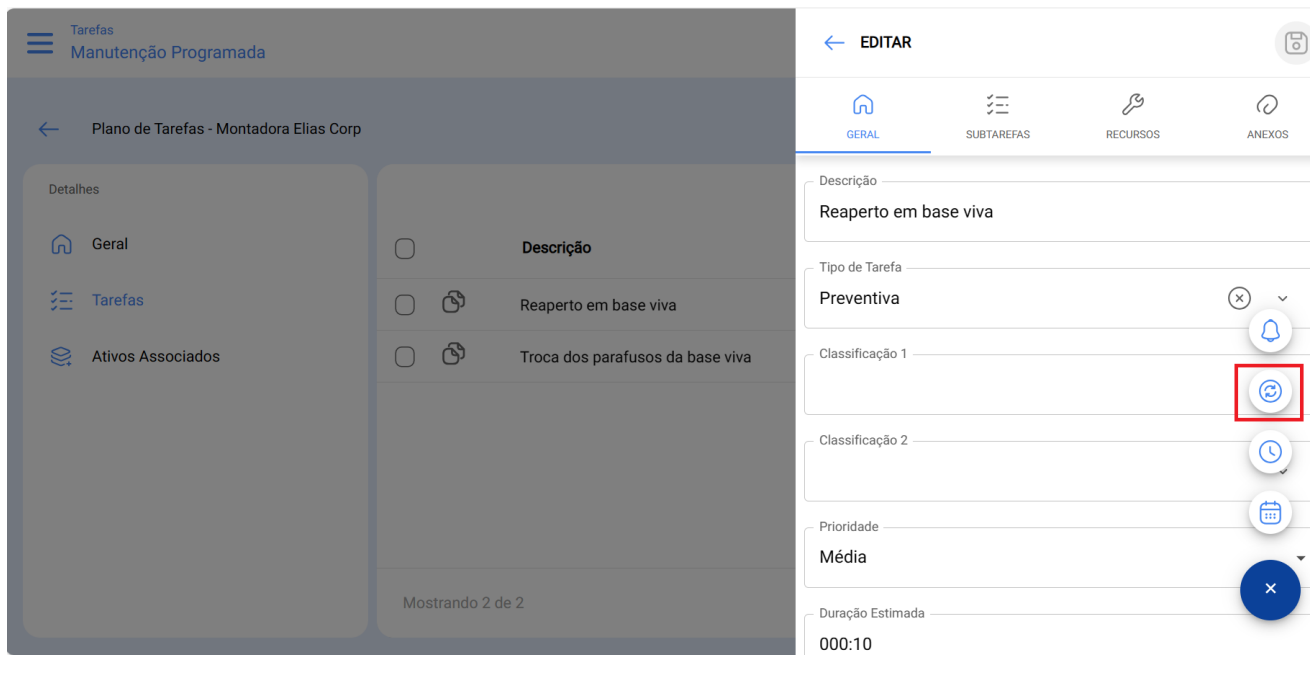 Tarefas
Manutenção Programada
Plano de Tarefas - Montadora Elias Corp
Detalhes
Geral
Tarefas
Ativos Associados
Descrição
Reaperto em base viva
Troca dos parafusos da base viva
Mostrando 2 de 2
EDITAR
GERAL
SUBTAREFAS
RECURSOS
ANEXOS
Descrição
Reaperto em base viva
Tipo de Tarefa
Preventiva
Classificação 1
Classificação 2
Prioridade
Média
Duração Estimada
000:10